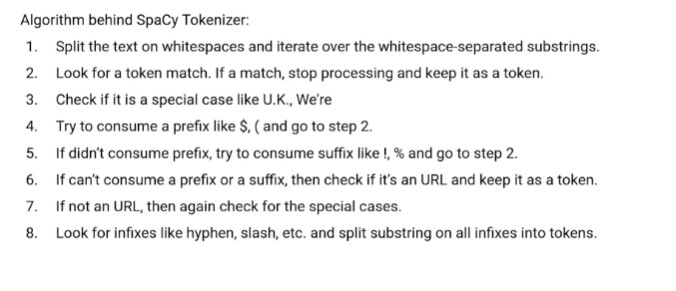 Algorithm behind SpaCy Tokenizer:
1. Split the text on whitespaces and iterate over the whitespace-separated substrings.
2. Look for a token match. If a match, stop processing and keep it as a token.
3. Check if it is a special case like U.K., We're
4. Try to consume a prefix like $, ( and go to step 2.
5. If didn't consume prefix, try to consume suffix like !, % and go to step 2.
6. If can't consume a prefix or a suffix, then check if it's an URL and keep it as a token.
7. If not an URL, then again check for the special cases.
8. Look for infixes like hyphen, slash, etc. and split substring on all infixes into tokens.